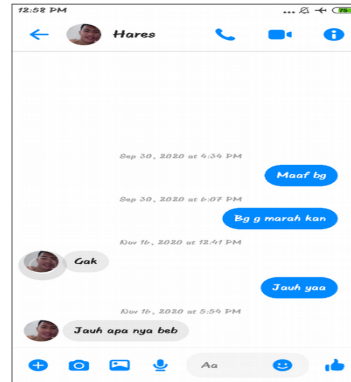 12:58 PM
... 75
Hares
Sep 30, 2020 at 4:34 PM
Maaf bg
Sep 30, 2020 at 6:07 PM
Bg g marah kan
Nov 16, 2020 at 12:41 PM
Gak
Jauh yaa
Nov 16, 2020 at 5:54 PM
Jauh apa nya beb
Aa